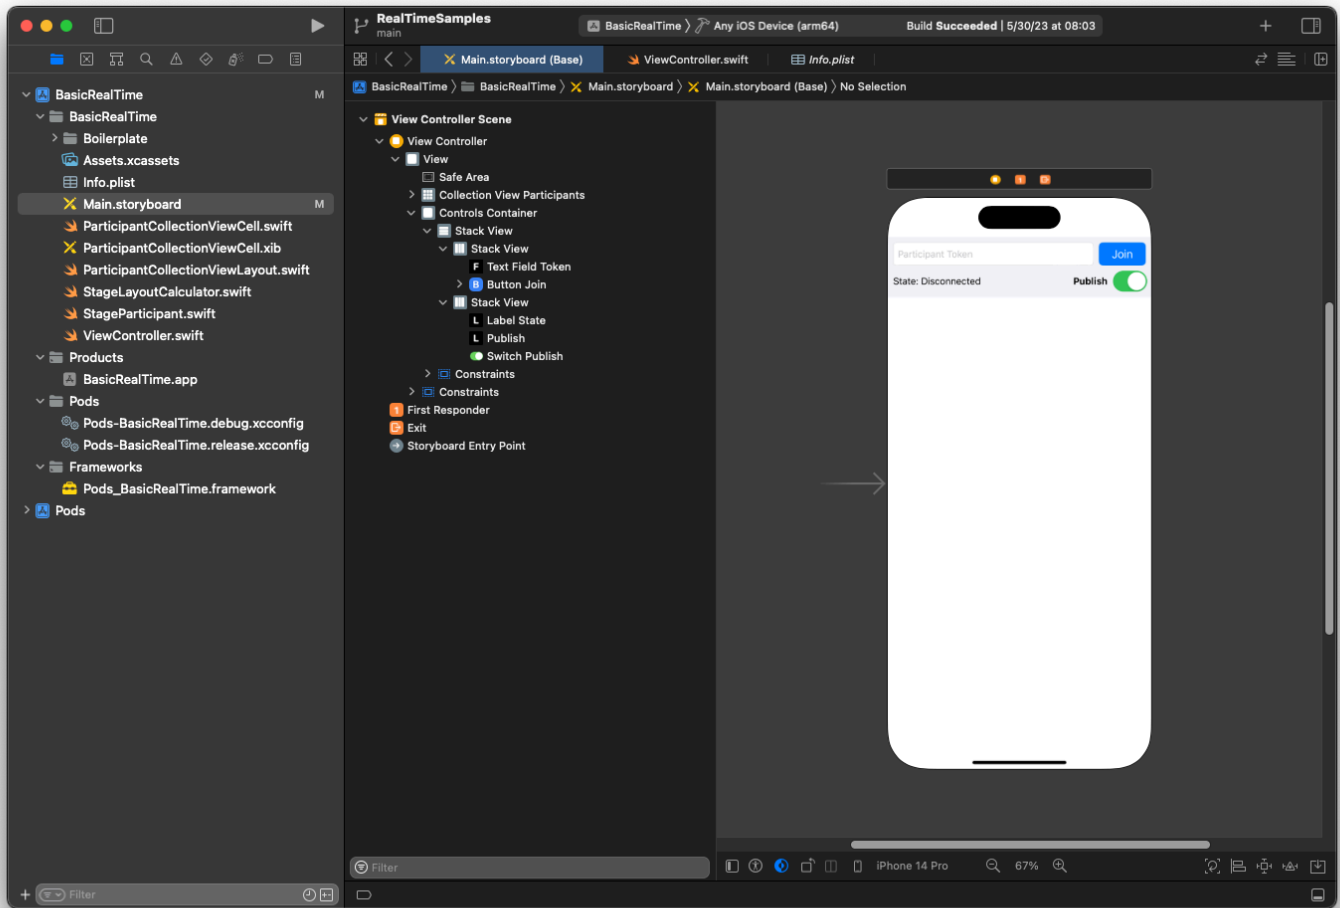 RealTimeSamples
main
BasicRealTime
Any iOS Device (arm64)
Build Succeeded | 5/30/23 at 08:03
Main.storyboard (Base)
ViewController.swift
Info.plist
BasicRealTime
BasicRealTime
Main.storyboard
Main.storyboard (Base)
No Selection
BasicRealTime M
BasicRealTime
Boilerplate
Assets.xcassets
Info.plist
Main.storyboard M
ParticipantCollectionViewCell.swift
ParticipantCollectionViewCell.xib
ParticipantCollectionViewLayout.swift
StageLayoutCalculator.swift
StageParticipant.swift
ViewController.swift
Products
BasicRealTime.app
Pods
Pods-BasicRealTime.debug.xcconfig
Pods-BasicRealTime.release.xcconfig
Frameworks
Pods_BasicRealTime.framework
Pods
Filter
View Controller Scene
View Controller
View
Safe Area
Collection View Participants
Controls Container
Stack View
Stack View
F Text Field Token
B Button Join
Stack View
L Label State
L Publish
Switch Publish
Constraints
Constraints
1 First Responder
Exit
Storyboard Entry Point
Filter
Participant Token
Join
State: Disconnected
Publish
iPhone 14 Pro
67%